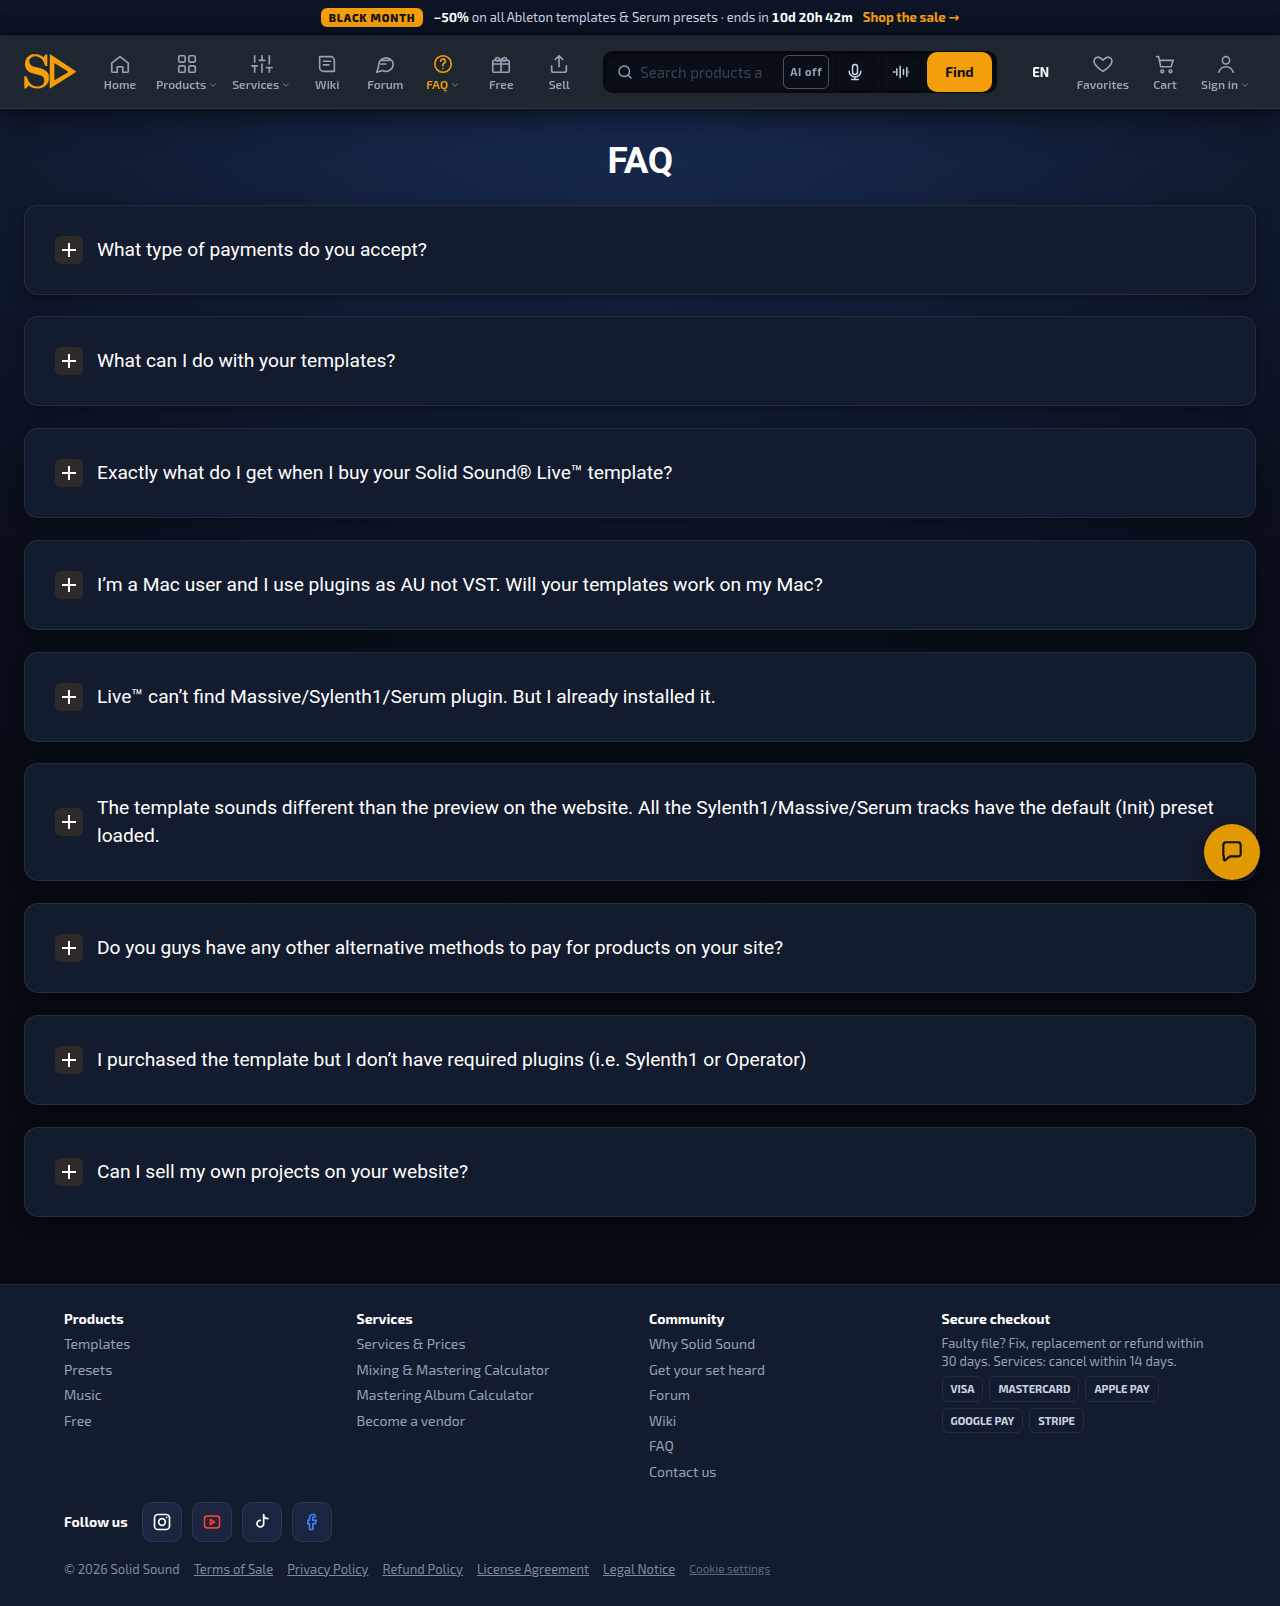 BLACK MONTH −50% on all Ableton templates & Serum presets · ends in 10d 20h 42m Shop the sale →
Home
Products
Services
Wiki
Forum
FAQ
Free
Sell
Search products a
AI off
Find
EN
Favorites
Cart
Sign in
FAQ
What type of payments do you accept?
What can I do with your templates?
Exactly what do I get when I buy your Solid Sound® Live™ template?
I’m a Mac user and I use plugins as AU not VST. Will your templates work on my Mac?
Live™ can’t find Massive/Sylenth1/Serum plugin. But I already installed it.
The template sounds different than the preview on the website. All the Sylenth1/Massive/Serum tracks have the default (Init) preset
loaded.
Do you guys have any other alternative methods to pay for products on your site?
I purchased the template but I don’t have required plugins (i.e. Sylenth1 or Operator)
Can I sell my own projects on your website?
Products
Templates
Presets
Music
Free
Services
Services & Prices
Mixing & Mastering Calculator
Mastering Album Calculator
Become a vendor
Community
Why Solid Sound
Get your set heard
Forum
Wiki
FAQ
Contact us
Secure checkout
Faulty file? Fix, replacement or refund within
30 days. Services: cancel within 14 days.
VISA MASTERCARD APPLE PAY
GOOGLE PAY STRIPE
Follow us
© 2026 Solid Sound Terms of Sale Privacy Policy Refund Policy License Agreement Legal Notice Cookie settings